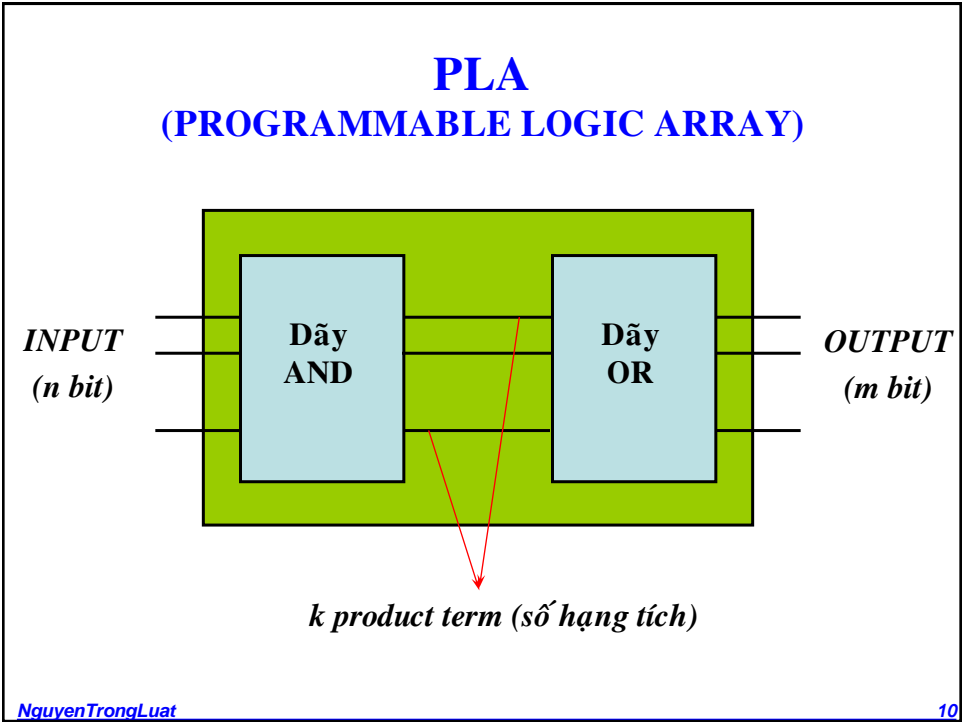 PLA
(PROGRAMMABLE LOGIC ARRAY)
INPUT
(n bit)
Dãy
AND
Dãy
OR
OUTPUT
(m bit)
k product term (số hạng tích)
NguyenTrongLuat
10